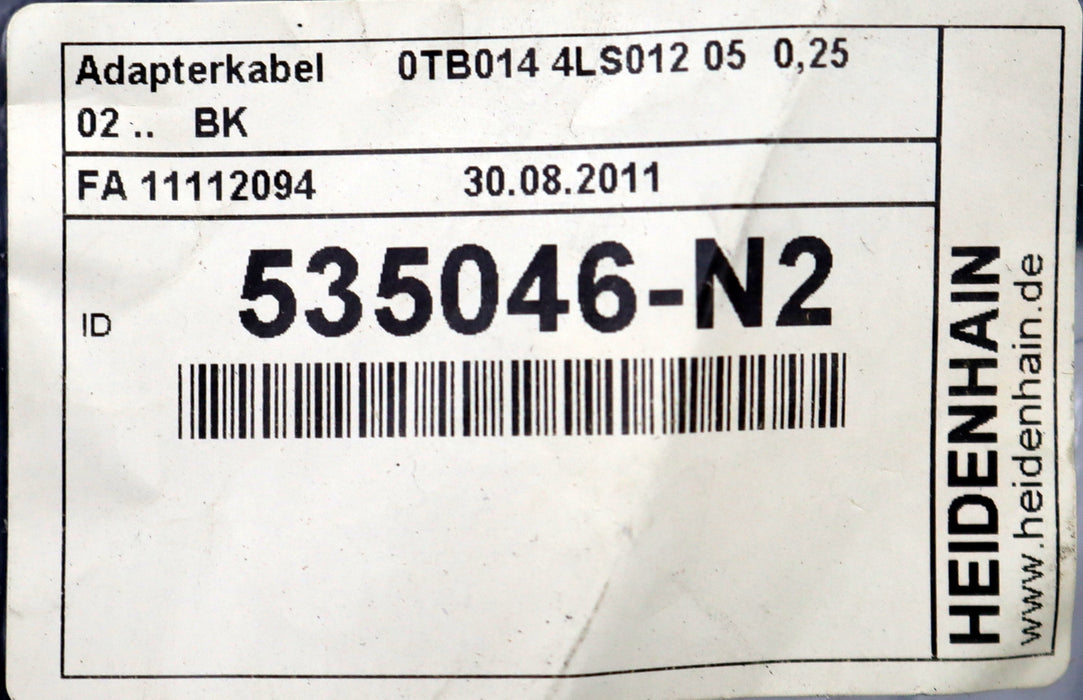 Adapterkabel 0TB014 4LS012 05 0,25
02 .. BK
FA 11112094 30.08.2011
ID 535046-N2
HEIDENHAIN
www.heidenhain.de